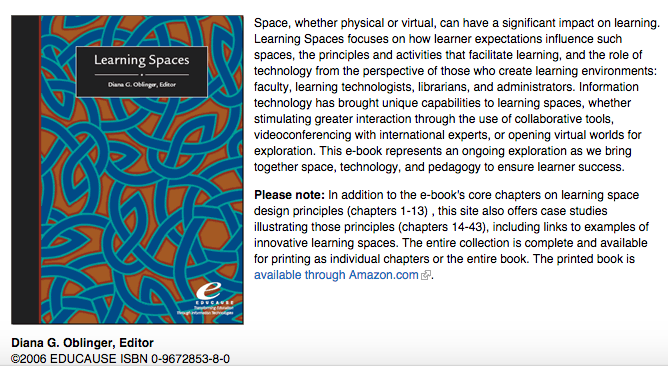 Learning Spaces
Diana G. Oblinger, Editor
EDUCAUSE
Transforming Education
Through Information Technologies
Space, whether physical or virtual, can have a significant impact on learning.
Learning Spaces focuses on how learner expectations influence such
spaces, the principles and activities that facilitate learning, and the role of
technology from the perspective of those who create learning environments:
faculty, learning technologists, librarians, and administrators. Information
technology has brought unique capabilities to learning spaces, whether
stimulating greater interaction through the use of collaborative tools,
videoconferencing with international experts, or opening virtual worlds for
exploration. This e-book represents an ongoing exploration as we bring
together space, technology, and pedagogy to ensure learner success.
Please note: In addition to the e-book's core chapters on learning space
design principles (chapters 1-13) , this site also offers case studies
illustrating those principles (chapters 14-43), including links to examples of
innovative learning spaces. The entire collection is complete and available
for printing as individual chapters or the entire book. The printed book is
available through Amazon.com.
Diana G. Oblinger, Editor
©2006 EDUCAUSE ISBN 0-9672853-8-0